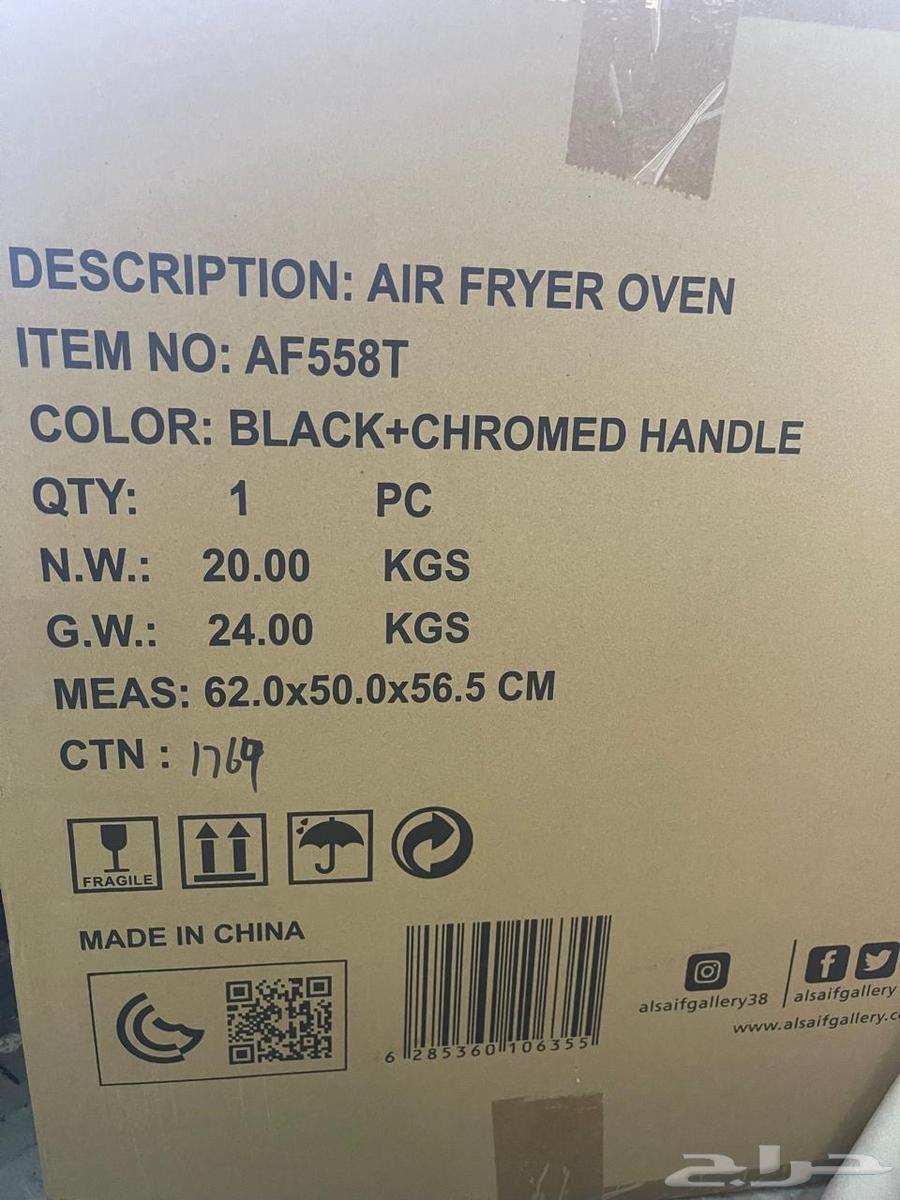 DESCRIPTION: AIR FRYER OVEN
ITEM NO: AF558T
COLOR: BLACK+CHROMED HANDLE
QTY: 1 PC
N.W.: 20.00 KGS
G.W.: 24.00 KGS
MEAS: 62.0x50.0x56.5 CM
CTN : 1769
FRAGILE
MADE IN CHINA
6 285360 106355
alsaifgallery38
alsaifgallery
www.alsaifgallery.co
حراج